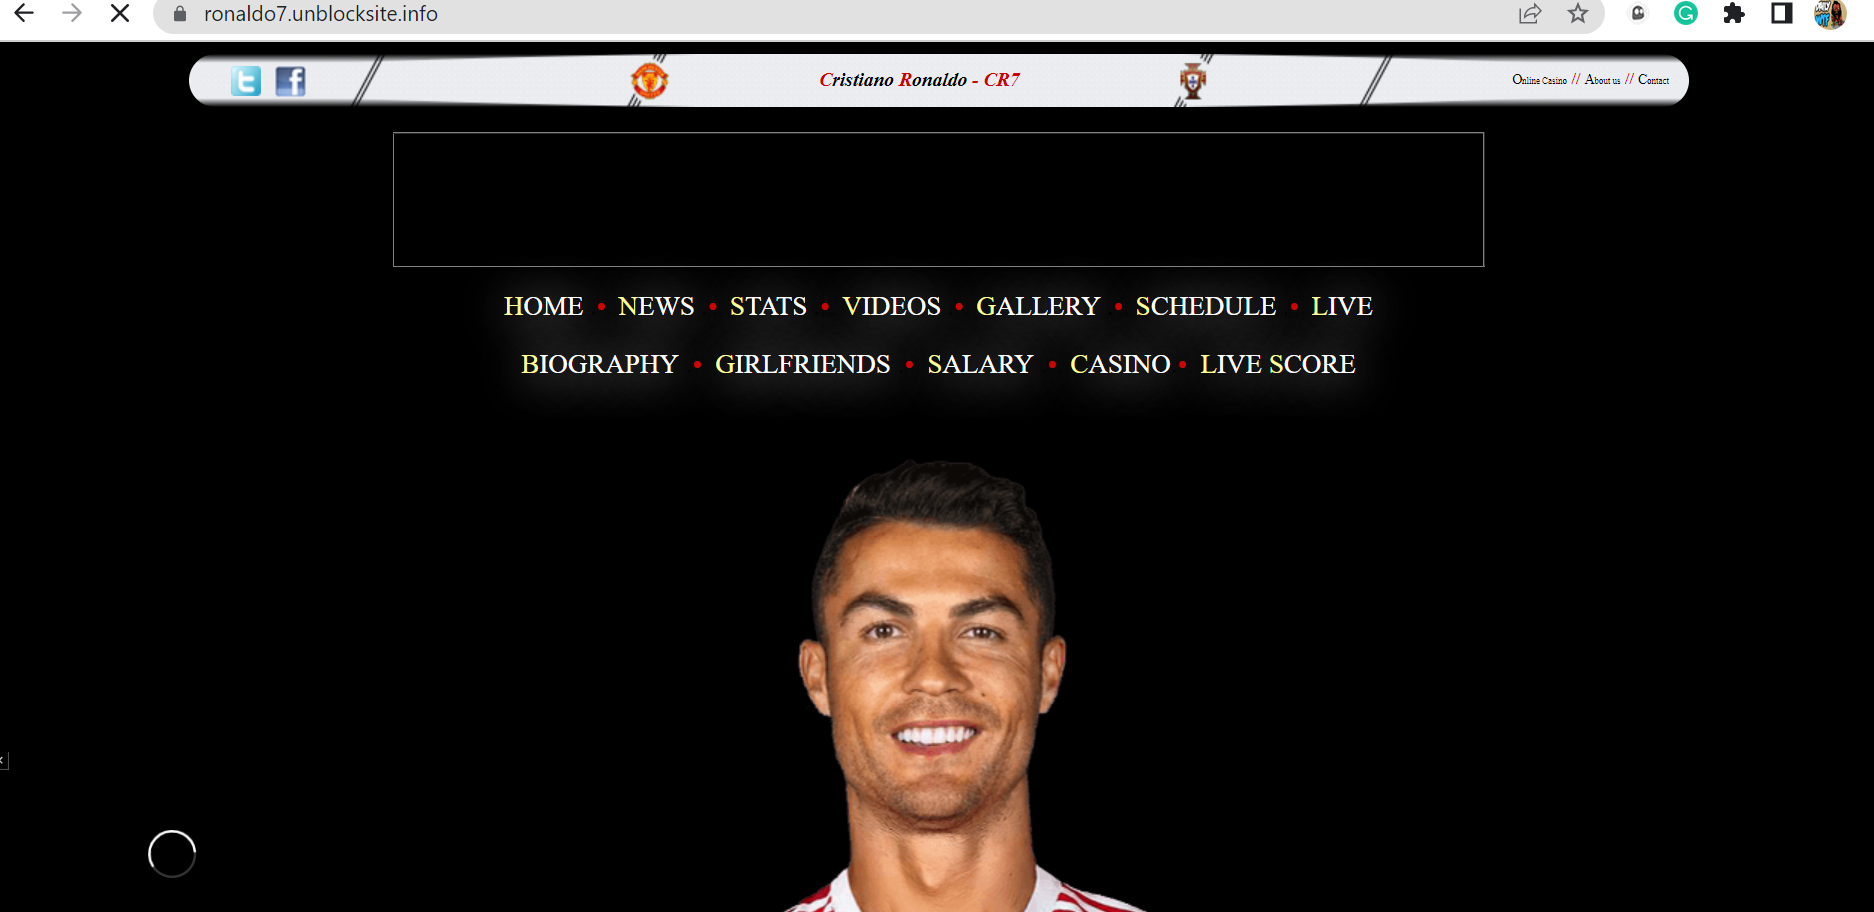 ronaldo7.unblocksite.info
Cristiano Ronaldo - CR7
Online Casino // About us // Contact
HOME • NEWS • STATS • VIDEOS • GALLERY • SCHEDULE • LIVE
BIOGRAPHY • GIRLFRIENDS • SALARY • CASINO • LIVE SCORE